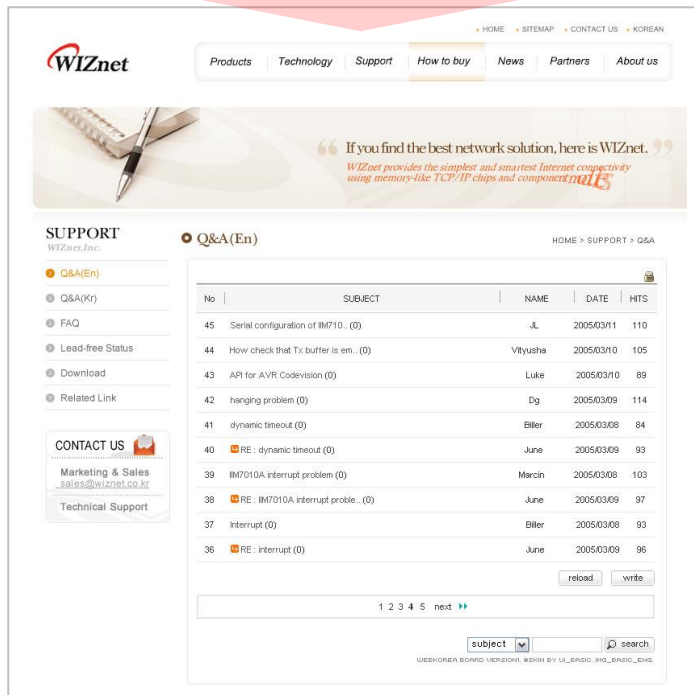 HOME SITEMAP CONTACT US KOREAN
WIZnet
Products Technology Support How to buy News Partners About us
If you find the best network solution, here is WIZnet.
WIZnet provides the simplest and smartest Internet connectivity
using memory-like TCP/IP chips and component
SUPPORT
WIZnet.Inc.
Q&A(En)
Q&A(Kr)
FAQ
Lead-free Status
Download
Related Link
CONTACT US
Marketing & Sales
sales@wiznet.co.kr
Technical Support
Q&A(En)
HOME > SUPPORT > Q&A
No SUBJECT NAME DATE HITS
45 Serial configuration of IIM710.. (0) JL 2005/03/11 110
44 How check that Tx buffer is em.. (0) Vityusha 2005/03/10 105
43 API for AVR Codevision (0) Luke 2005/03/10 89
42 hanging problem (0) Dg 2005/03/09 114
41 dynamic timeout (0) Biller 2005/03/08 84
40 RE : dynamic timeout (0) June 2005/03/09 93
39 IIM7010A interrupt problem (0) Marcin 2005/03/08 103
38 RE : IIM7010A interrupt proble.. (0) June 2005/03/09 97
37 Interrupt (0) Biller 2005/03/08 93
36 RE : interrupt (0) June 2005/03/09 96
reload write
1 2 3 4 5 next
subject search
WEBKOREA BOARD VERSION1. #SKIN BY UI_BASIC. IMG_BASIC_ENG.